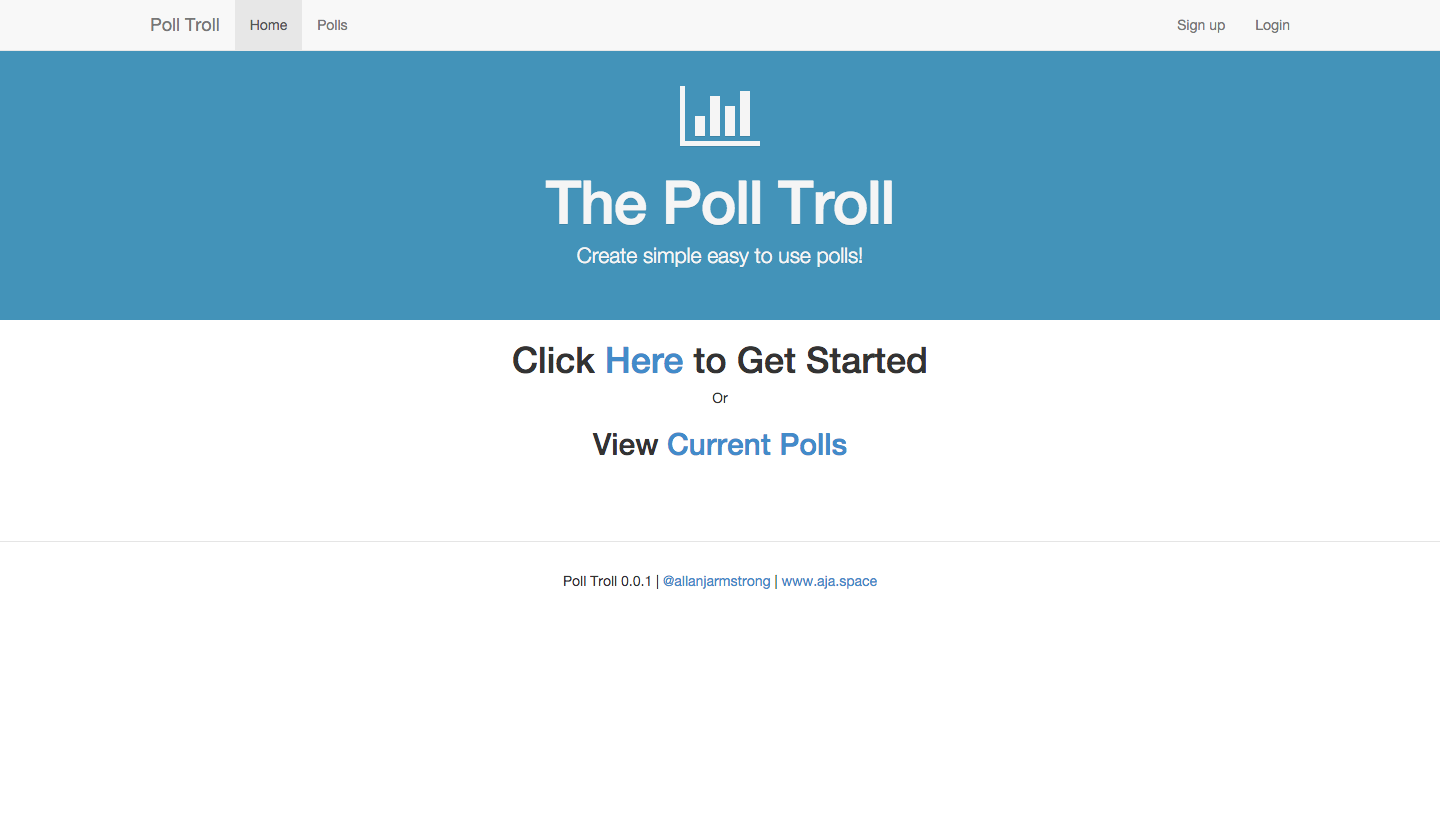 Poll Troll Home Polls Sign up Login
The Poll Troll
Create simple easy to use polls!
Click Here to Get Started
Or
View Current Polls
Poll Troll 0.0.1 | @allanjarmstrong | www.aja.space